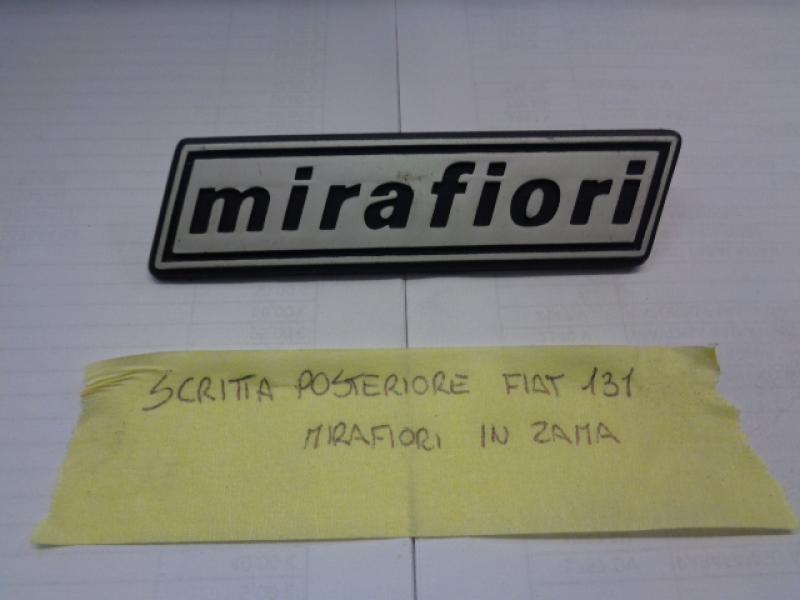 mirafiori
SCRITTA POSTERIORE FIAT 131
MIRAFIORI IN ZAMA